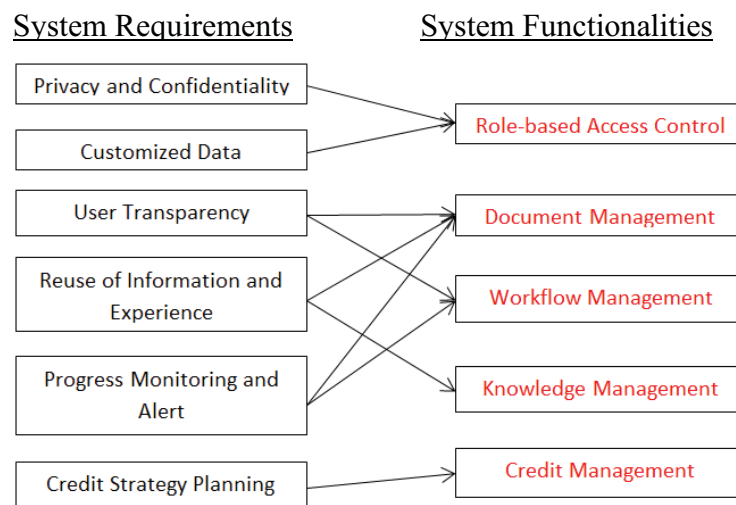 System Requirements
System Functionalities
Privacy and Confidentiality
Role-based Access Control
Customized Data
User Transparency
Document Management
Reuse of Information and
Experience
Workflow Management
Progress Monitoring and
Alert
Knowledge Management
Credit Strategy Planning
Credit Management